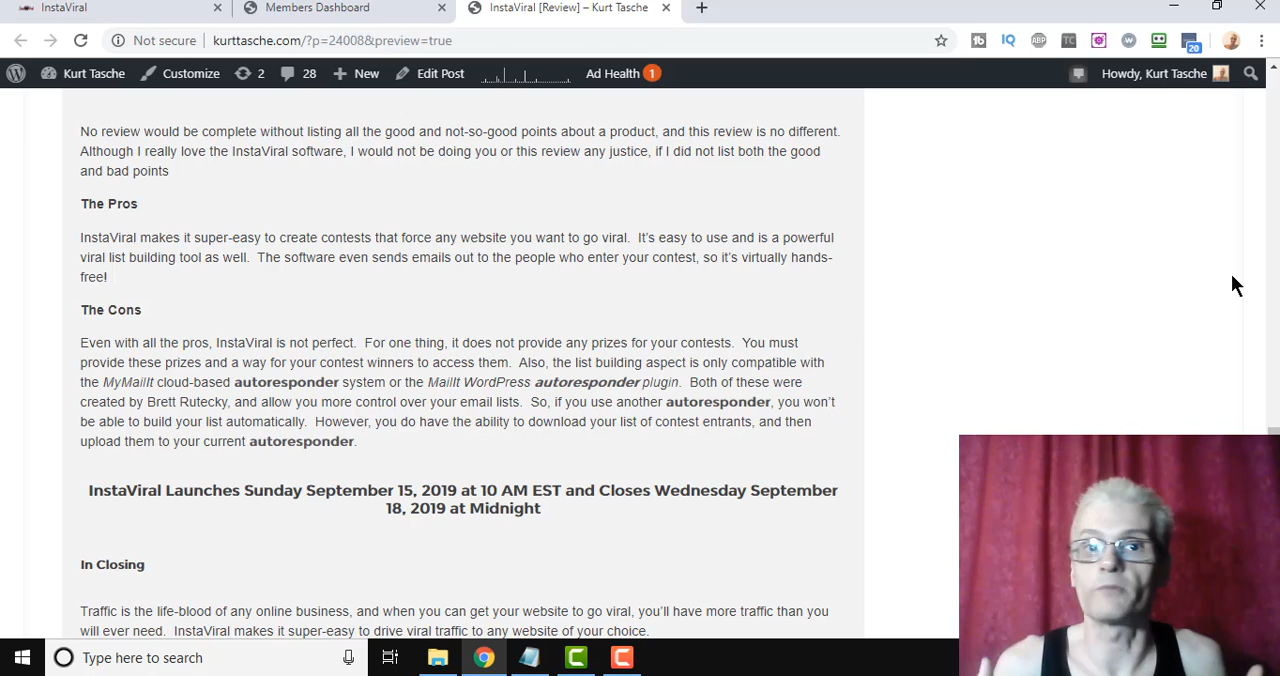 InstaViral
Members Dashboard
InstaViral [Review] – Kurt Tasche
Not secure
kurttasche.com/?p=24008&preview=true
1b
IQ
ABP
TC
W
20
Kurt Tasche
Customize
2
28
New
Edit Post
Ad Health
1
Howdy, Kurt Tasche
No review would be complete without listing all the good and not-so-good points about a product, and this review is no different.
Although I really love the InstaViral software, I would not be doing you or this review any justice, if I did not list both the good
and bad points
The Pros
InstaViral makes it super-easy to create contests that force any website you want to go viral.  It's easy to use and is a powerful
viral list building tool as well.  The software even sends emails out to the people who enter your contest, so it's virtually hands-
free!
The Cons
Even with all the pros, InstaViral is not perfect.  For one thing, it does not provide any prizes for your contests.  You must
provide these prizes and a way for your contest winners to access them.  Also, the list building aspect is only compatible with
the MyMailIt cloud-based autoresponder system or the MailIt WordPress autoresponder plugin.  Both of these were
created by Brett Rutecky, and allow you more control over your email lists.  So, if you use another autoresponder, you won't
be able to build your list automatically.  However, you do have the ability to download your list of contest entrants, and then
upload them to your current autoresponder.
InstaViral Launches Sunday September 15, 2019 at 10 AM EST and Closes Wednesday September
18, 2019 at Midnight
In Closing
Traffic is the life-blood of any online business, and when you can get your website to go viral, you'll have more traffic than you
will ever need.  InstaViral makes it super-easy to drive viral traffic to any website of your choice.
Type here to search